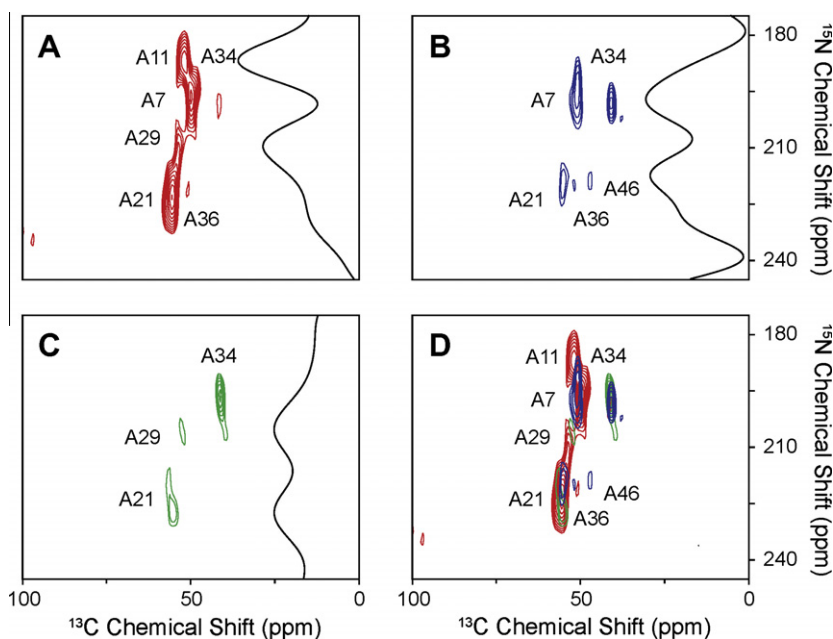 A
A11
A34
A7
A29
A21
A36
B
A34
A7
A21
A46
A36
180
210
240
¹⁵N Chemical Shift (ppm)
C
A34
A29
A21
D
A11
A34
A7
A29
A21
A46
A36
180
210
240
¹⁵N Chemical Shift (ppm)
100
50
0
¹³C Chemical Shift (ppm)
100
50
0
¹³C Chemical Shift (ppm)